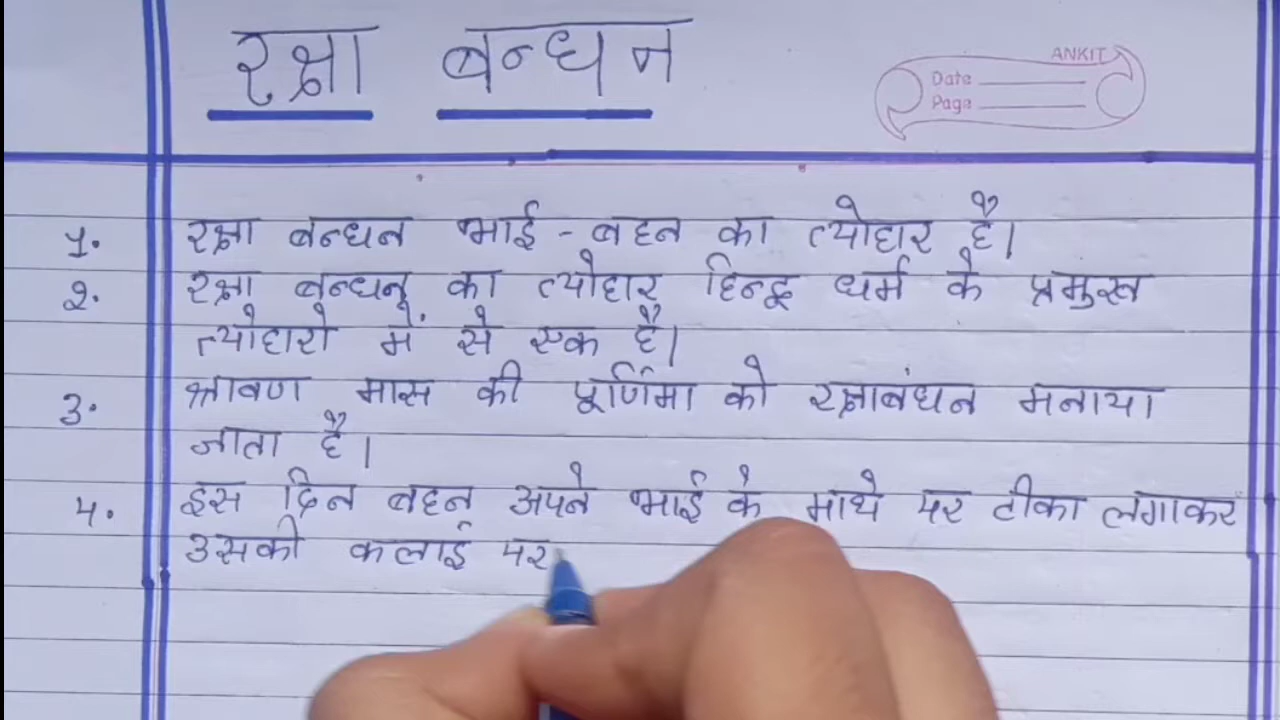 रक्षा बन्धन
ANKIT
Date
Page
1. रक्षा बन्धन भाई - बहन का त्योहार है।
2. रक्षा बन्धन का त्योहार हिन्दू धर्म के प्रमुख
त्योहारो में से एक है।
3. श्रावण मास की पूर्णिमा को रक्षाबंधन मनाया
जाता है।
4. इस दिन बहन अपने भाई के माथे पर टीका लगाकर
उसकी कलाई पर